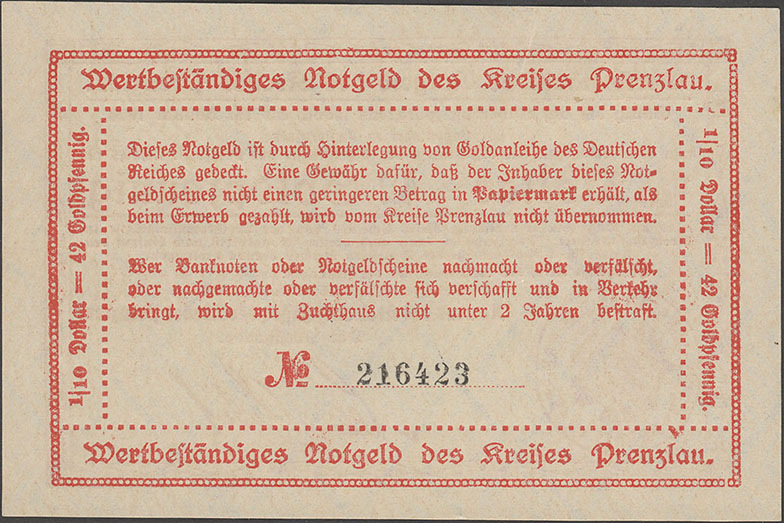 Wertbeständiges Notgeld des Kreises Prenzlau.
1/10 Dollar = 42 Goldpfennig.
Dieses Notgeld ist durch Hinterlegung von Goldanleihe des Deutschen
Reiches gedeckt. Eine Gewähr dafür, daß der Inhaber dieses Not-
geldscheines nicht einen geringeren Betrag in Papiermark erhält, als
beim Erwerb gezahlt, wird vom Kreise Prenzlau nicht übernommen.
Wer Banknoten oder Notgeldscheine nachmacht oder verfälscht,
oder nachgemachte oder verfälschte sich verschafft und in Verkehr
bringt, wird mit Zuchthaus nicht unter 2 Jahren bestraft.
№ 216423
1/10 Dollar = 42 Goldpfennig.
Wertbeständiges Notgeld des Kreises Prenzlau.